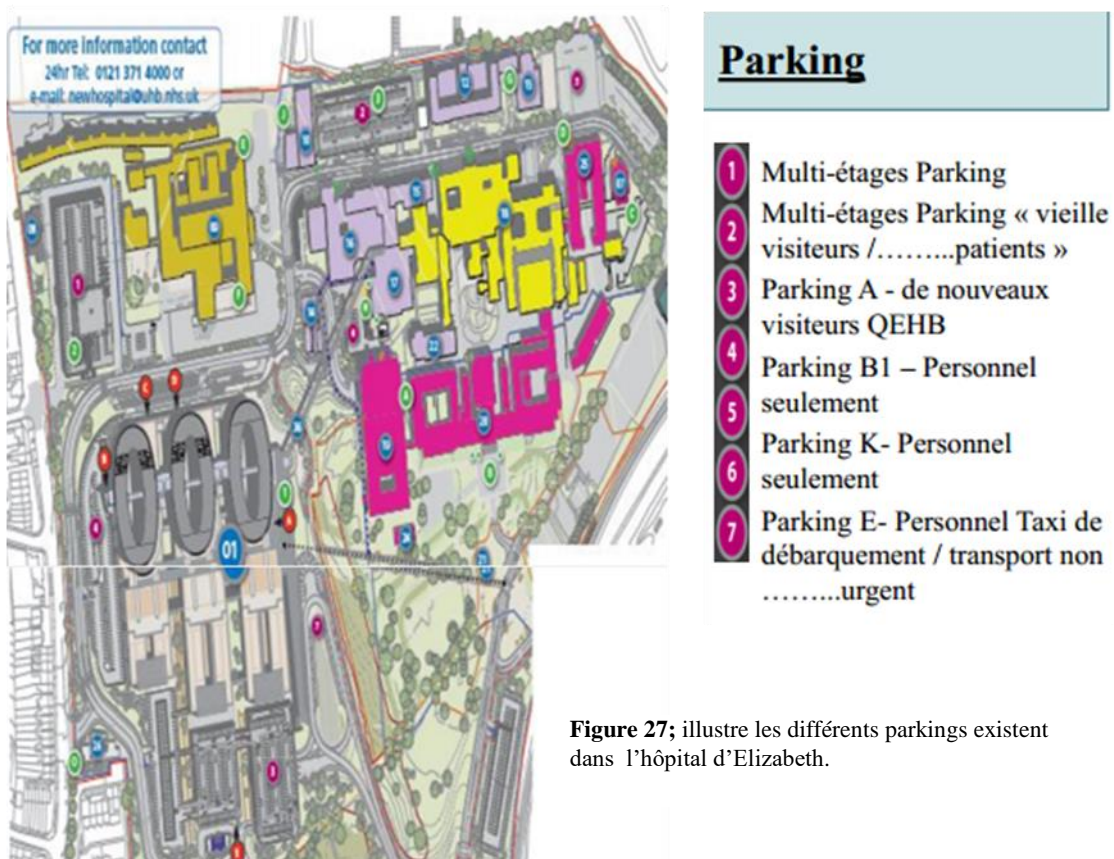 For more information contact
24hr Tel: 0121 371 4000 or
e-mail: newhospital@uhb.nhs.uk
01
Parking
1 Multi-étages Parking
2 Multi-étages Parking « vieille
visiteurs /……...patients »
3 Parking A - de nouveaux
visiteurs QEHB
4 Parking B1 – Personnel
5 seulement
Parking K- Personnel
6 seulement
7 Parking E- Personnel Taxi de
débarquement / transport non
……...urgent
Figure 27; illustre les différents parkings existent
dans l'hôpital d'Elizabeth.